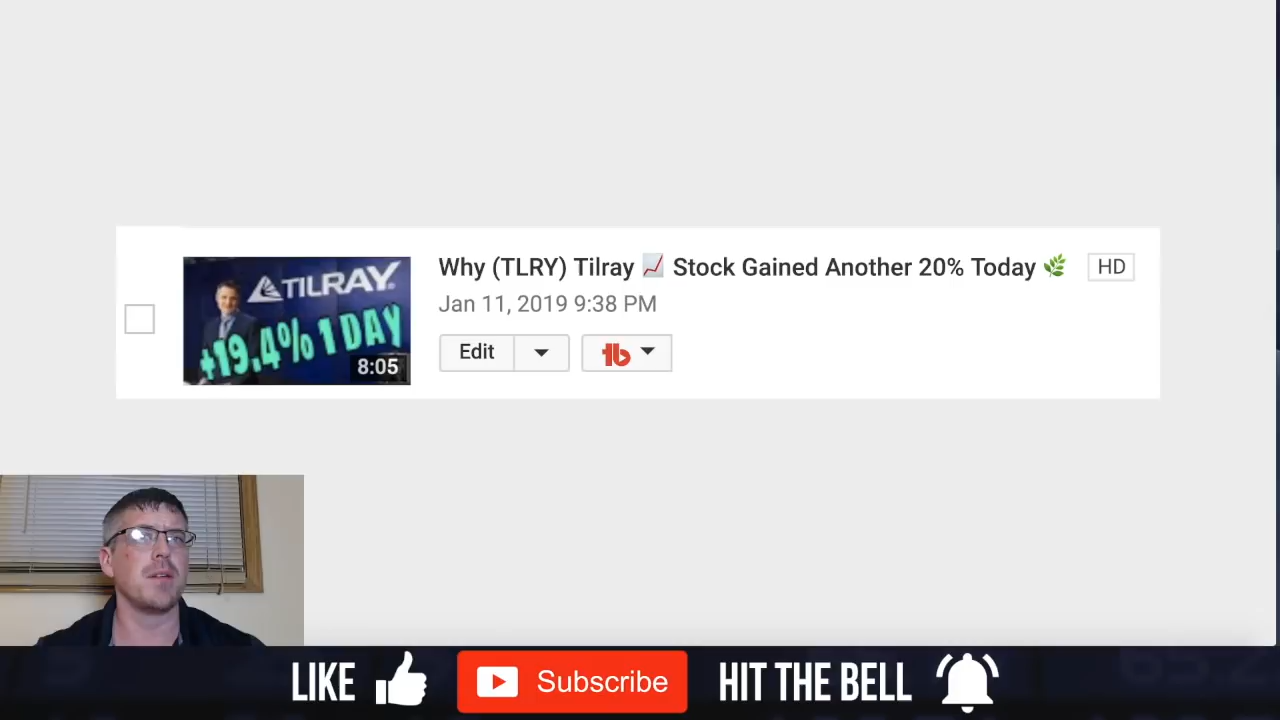 Why (TLRY) Tilray 📈 Stock Gained Another 20% Today 🌿 HD
Jan 11, 2019 9:38 PM
TILRAY
+19.4% 1 DAY
8:05
Edit
tb
LIKE Subscribe HIT THE BELL